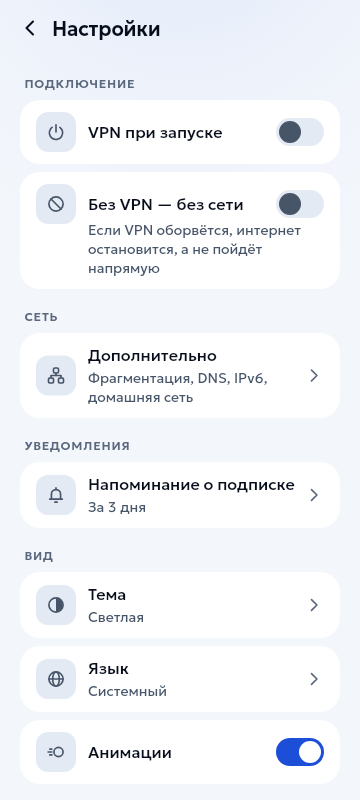 Настройки
ПОДКЛЮЧЕНИЕ
VPN при запуске
Без VPN — без сети
Если VPN оборвётся, интернет
остановится, а не пойдёт
напрямую
СЕТЬ
Дополнительно
Фрагментация, DNS, IPv6,
домашняя сеть
УВЕДОМЛЕНИЯ
Напоминание о подписке
За 3 дня
ВИД
Тема
Светлая
Язык
Системный
Анимации